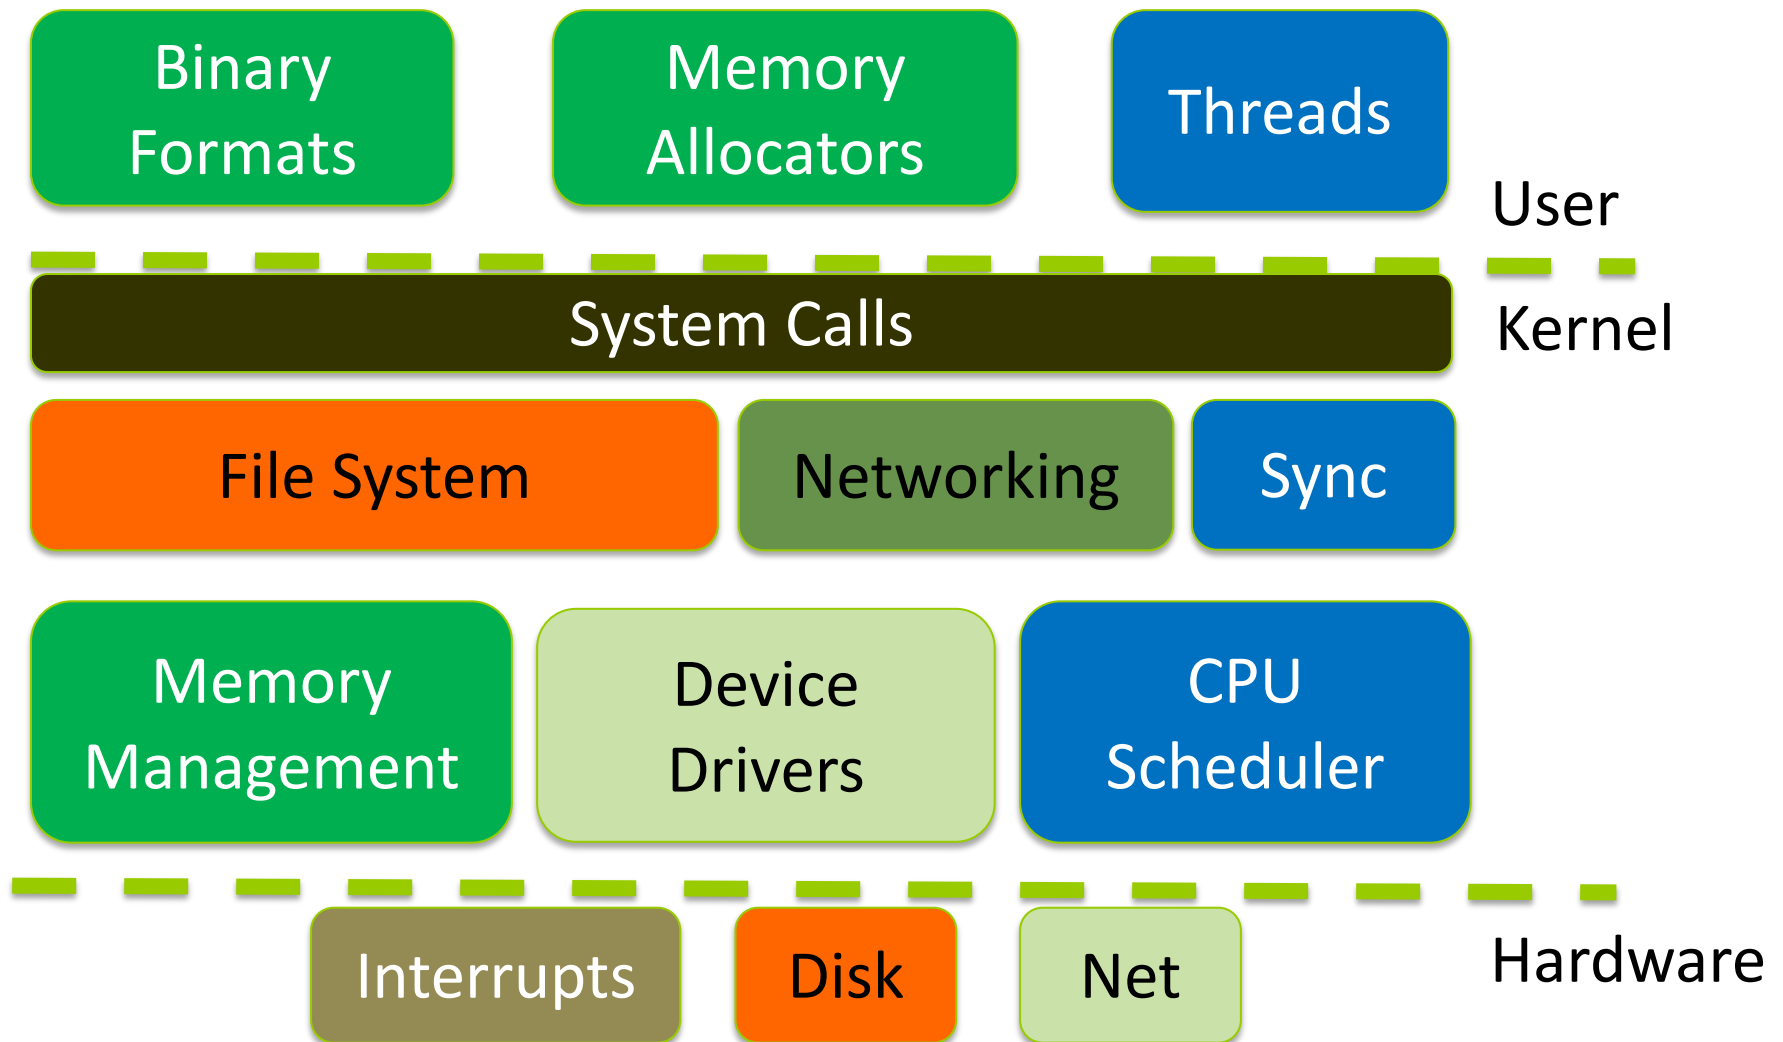 Binary
Formats
Memory
Allocators
Threads
User
System Calls
Kernel
File System
Networking
Sync
Memory
Management
Device
Drivers
CPU
Scheduler
Interrupts
Disk
Net
Hardware